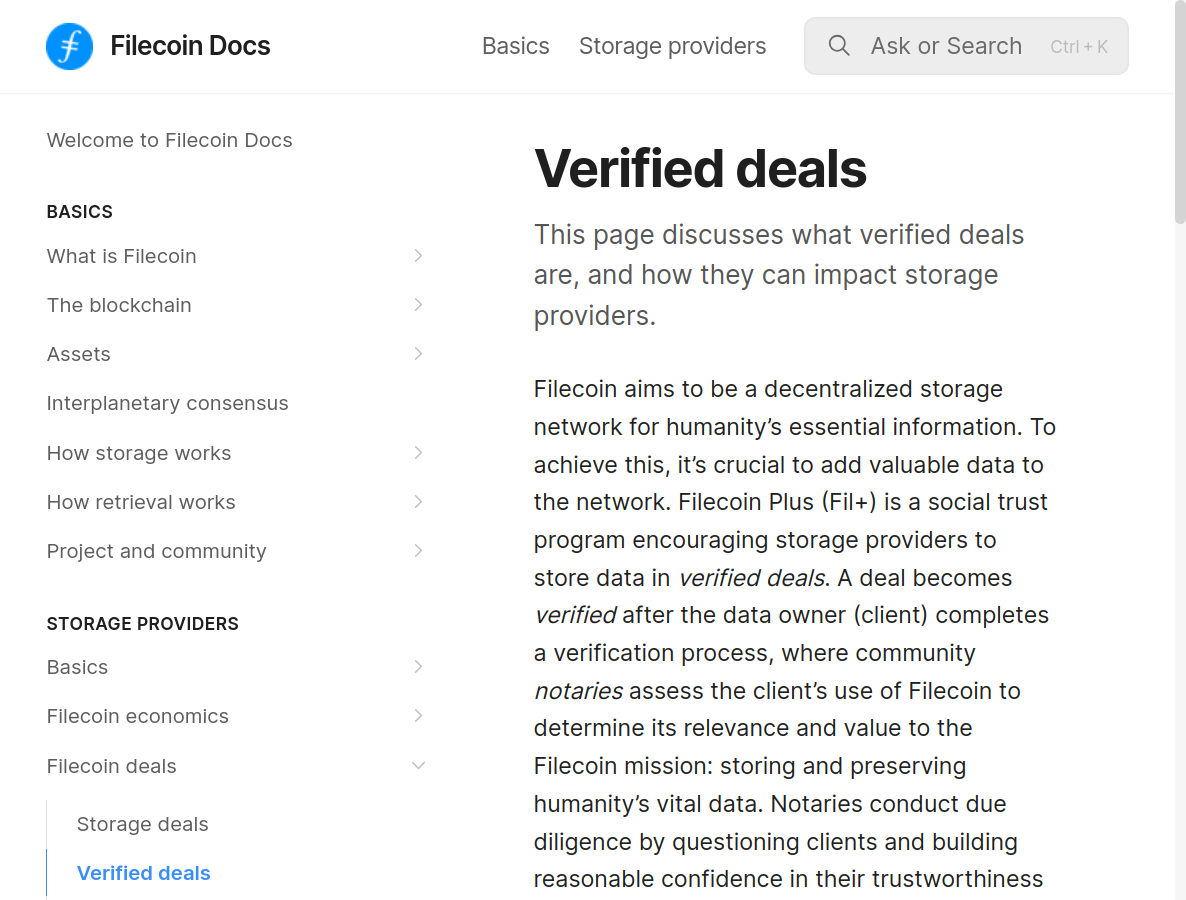 Filecoin Docs
Basics
Storage providers
Ask or Search
Ctrl + K
Welcome to Filecoin Docs
BASICS
What is Filecoin
The blockchain
Assets
Interplanetary consensus
How storage works
How retrieval works
Project and community
STORAGE PROVIDERS
Basics
Filecoin economics
Filecoin deals
Storage deals
Verified deals
Verified deals
This page discusses what verified deals
are, and how they can impact storage
providers.
Filecoin aims to be a decentralized storage
network for humanity’s essential information. To
achieve this, it’s crucial to add valuable data to
the network. Filecoin Plus (Fil+) is a social trust
program encouraging storage providers to
store data in verified deals. A deal becomes
verified after the data owner (client) completes
a verification process, where community
notaries assess the client’s use of Filecoin to
determine its relevance and value to the
Filecoin mission: storing and preserving
humanity’s vital data. Notaries conduct due
diligence by questioning clients and building
reasonable confidence in their trustworthiness